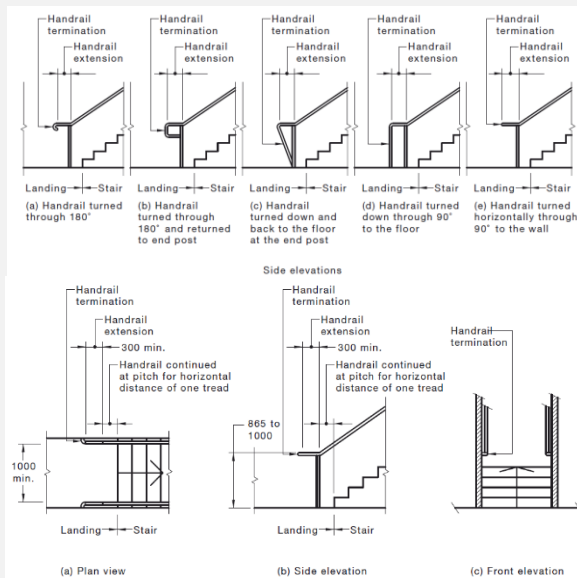 Handrail
termination
Handrail
extension
Landing
Stair
(a) Handrail turned
through 180°
Handrail
termination
Handrail
extension
Landing
Stair
(b) Handrail
turned through
180° and returned
to end post
Handrail
termination
Handrail
extension
Landing
Stair
(c) Handrail
turned down and
back to the floor
at the end post
Handrail
termination
Handrail
extension
Landing
Stair
(d) Handrail turned
down through 90°
to the floor
Handrail
termination
Handrail
extension
Landing
Stair
(e) Handrail turned
horizontally through
90° to the wall
Side elevations
Handrail
termination
Handrail
extension
300 min.
Handrail continued
at pitch for horizontal
distance of one tread
1000
min.
Landing
Stair
(a) Plan view
Handrail
termination
Handrail
extension
300 min.
Handrail continued
at pitch for horizontal
distance of one tread
865 to
1000
Landing
Stair
(b) Side elevation
Handrail
termination
(c) Front elevation